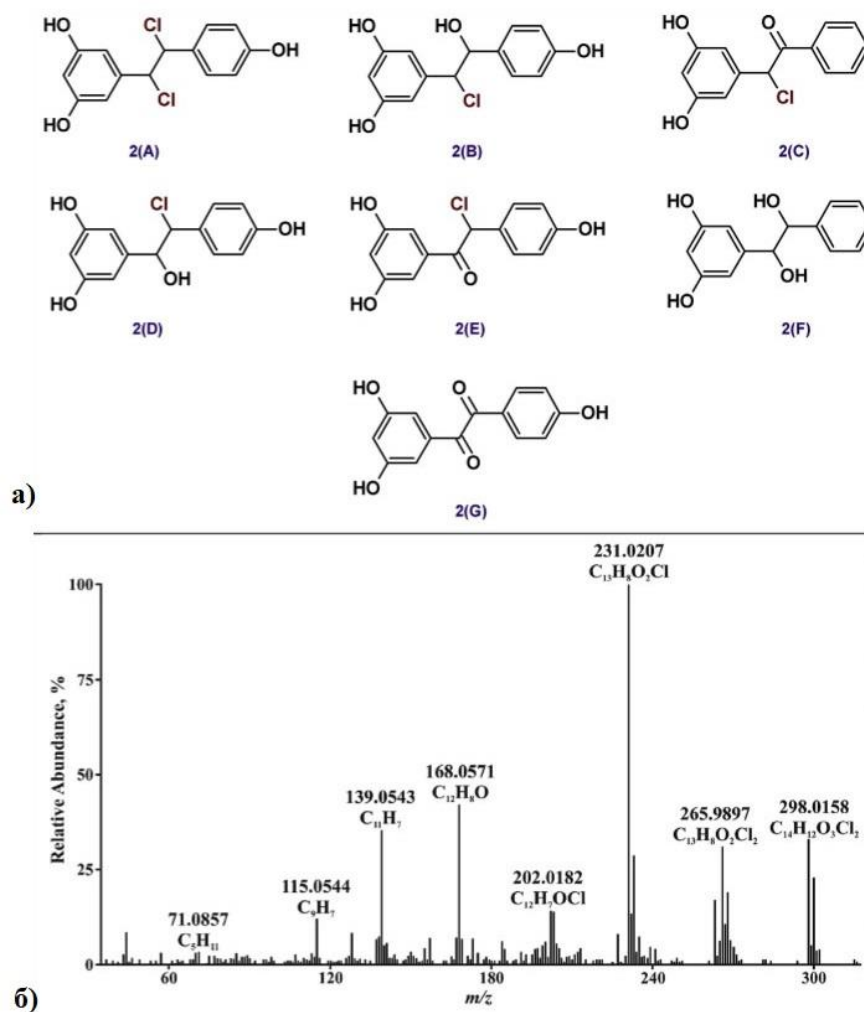 HO Cl OH HO Cl
2(A)
HO HO OH HO Cl
2(B)
HO O HO Cl
2(C)
HO Cl OH HO OH
2(D)
HO Cl OH HO O
2(E)
HO HO HO OH
2(F)
HO O OH HO O
2(G)
а)
Relative Abundance, %
100
75
50
25
0
231.0207
C₁₃H₈O₂Cl
168.0571
C₁₂H₈O
139.0543
C₁₁H₇
298.0158
C₁₄H₁₂O₃Cl₂
265.9897
C₁₃H₈O₂Cl₂
202.0182
C₁₂H₇OCl
115.0544
C₉H₇
71.0857
C₅H₁₁
60 120 180 240 300
m/z
б)